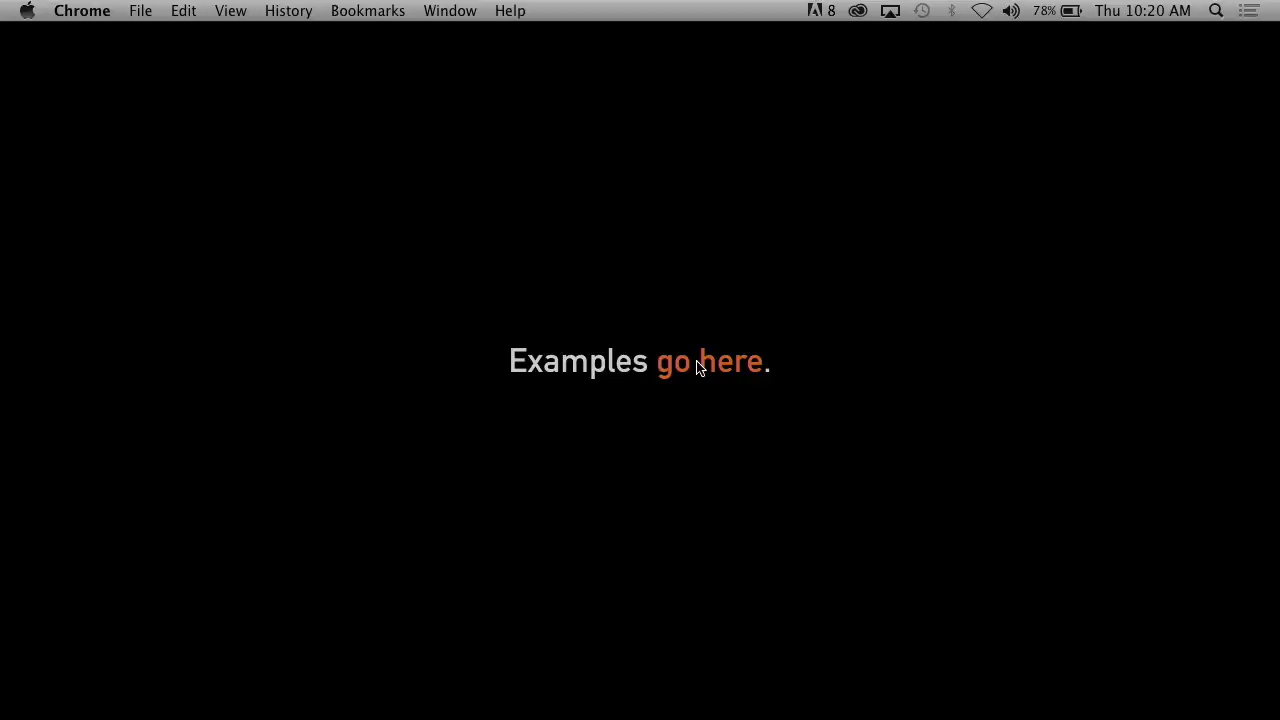 Chrome File Edit View History Bookmarks Window Help 8 78% Thu 10:20 AM
Examples go here.